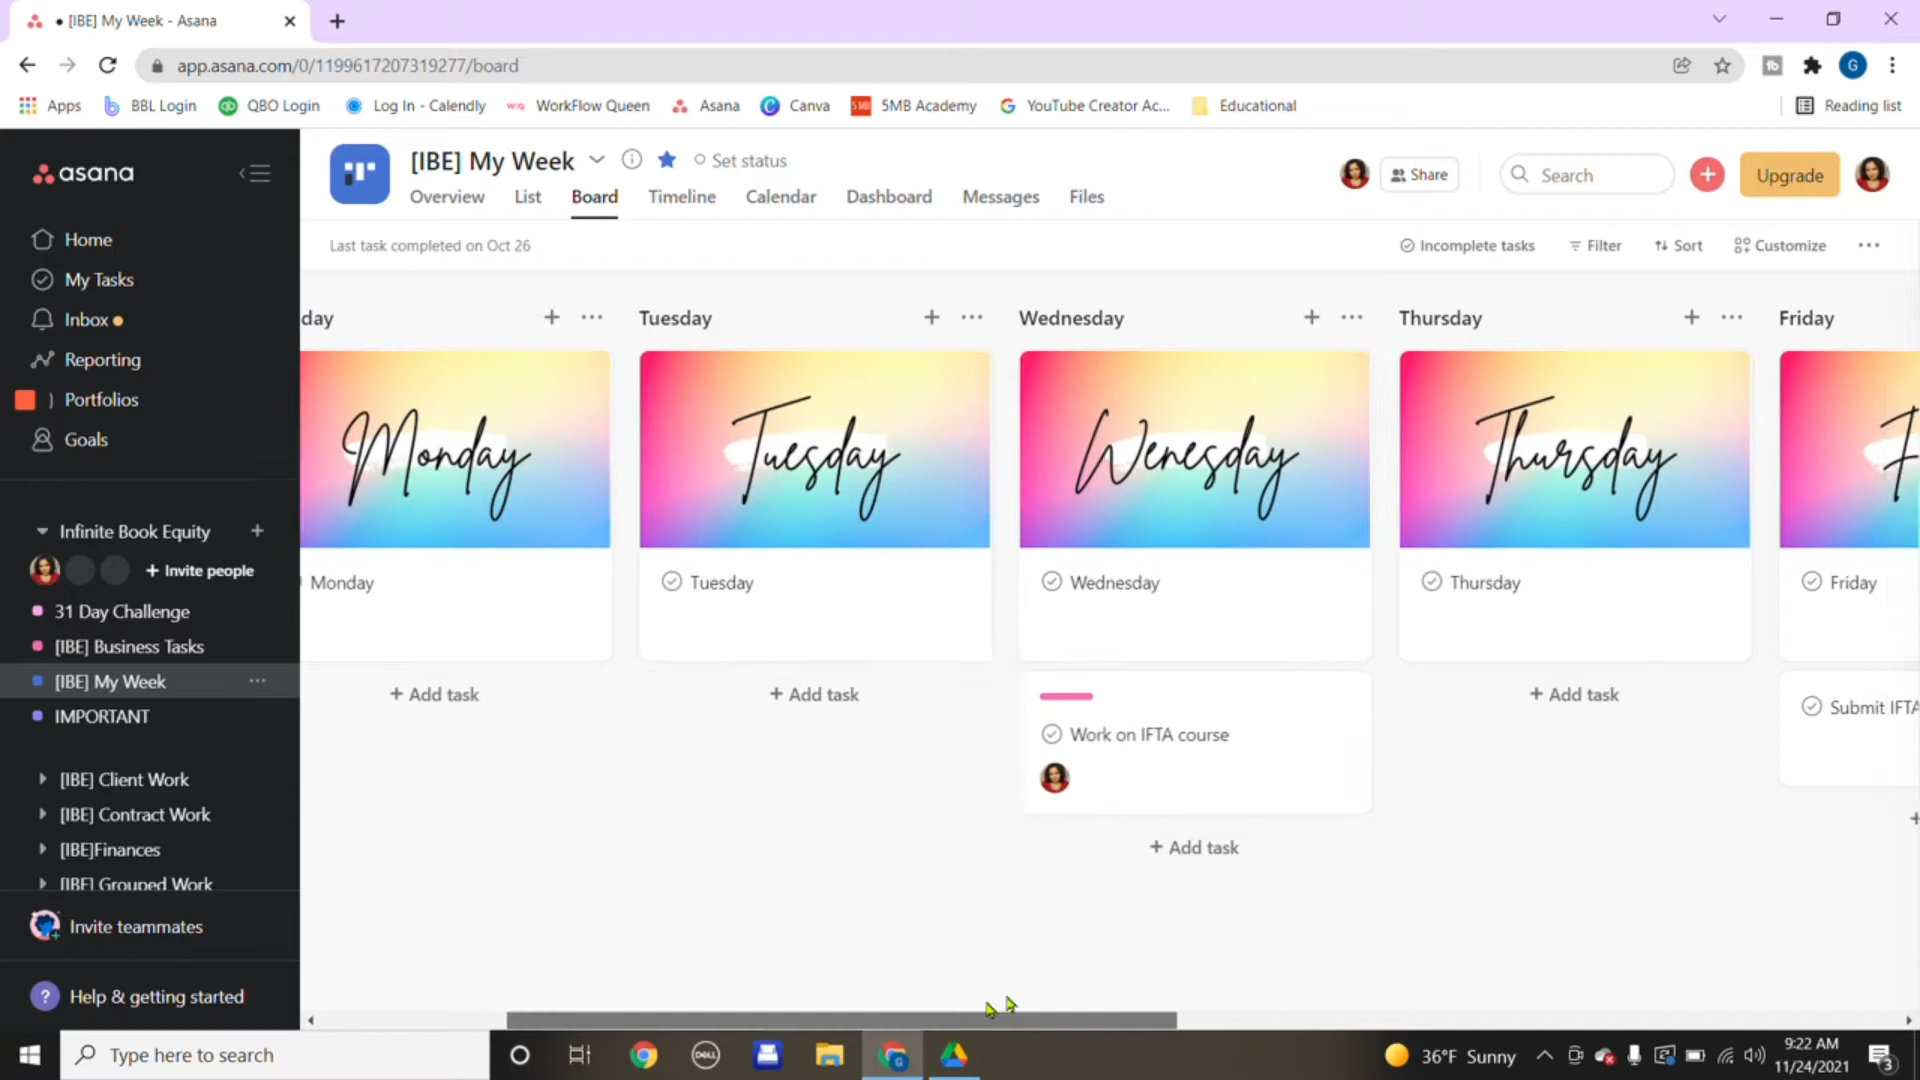 [IBE] My Week - Asana
app.asana.com/0/1199617207319277/board
G
Apps
BBL Login
QBO Login
Log In - Calendly
WorkFlow Queen
Asana
Canva
5MB Academy
YouTube Creator Ac...
Educational
Reading list
asana
[IBE] My Week
Set status
Share
Search
Upgrade
Overview
List
Board
Timeline
Calendar
Dashboard
Messages
Files
Last task completed on Oct 26
Incomplete tasks
Filter
Sort
Customize
Home
My Tasks
Inbox
Reporting
Portfolios
Goals
Infinite Book Equity
Invite people
31 Day Challenge
[IBE] Business Tasks
[IBE] My Week
IMPORTANT
[IBE] Client Work
[IBE] Contract Work
[IBE]Finances
[IBE] Grouped Work
Invite teammates
? Help & getting started
day
Monday
Monday
+ Add task
Tuesday
Tuesday
Tuesday
+ Add task
Wednesday
Wenesday
Wednesday
Work on IFTA course
+ Add task
Thursday
Thursday
Thursday
+ Add task
Friday
F
Friday
Submit IFTA
Type here to search
DELL
36°F Sunny
9:22 AM
11/24/2021
3